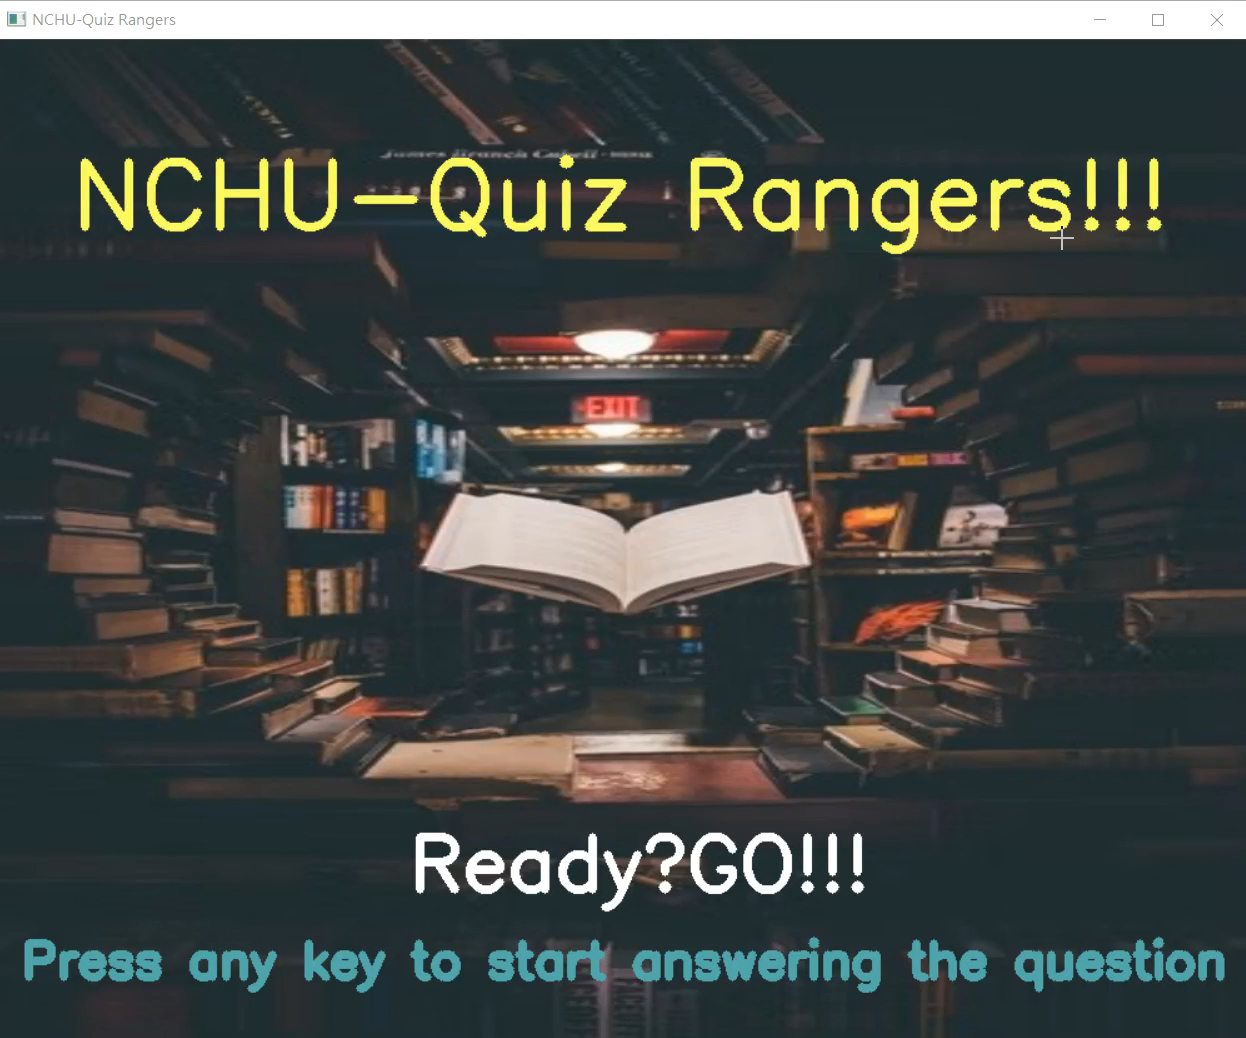 NCHU-Quiz Rangers
NCHU-Quiz Rangers!!!
EXIT
Ready?GO!!!
Press any key to start answering the question